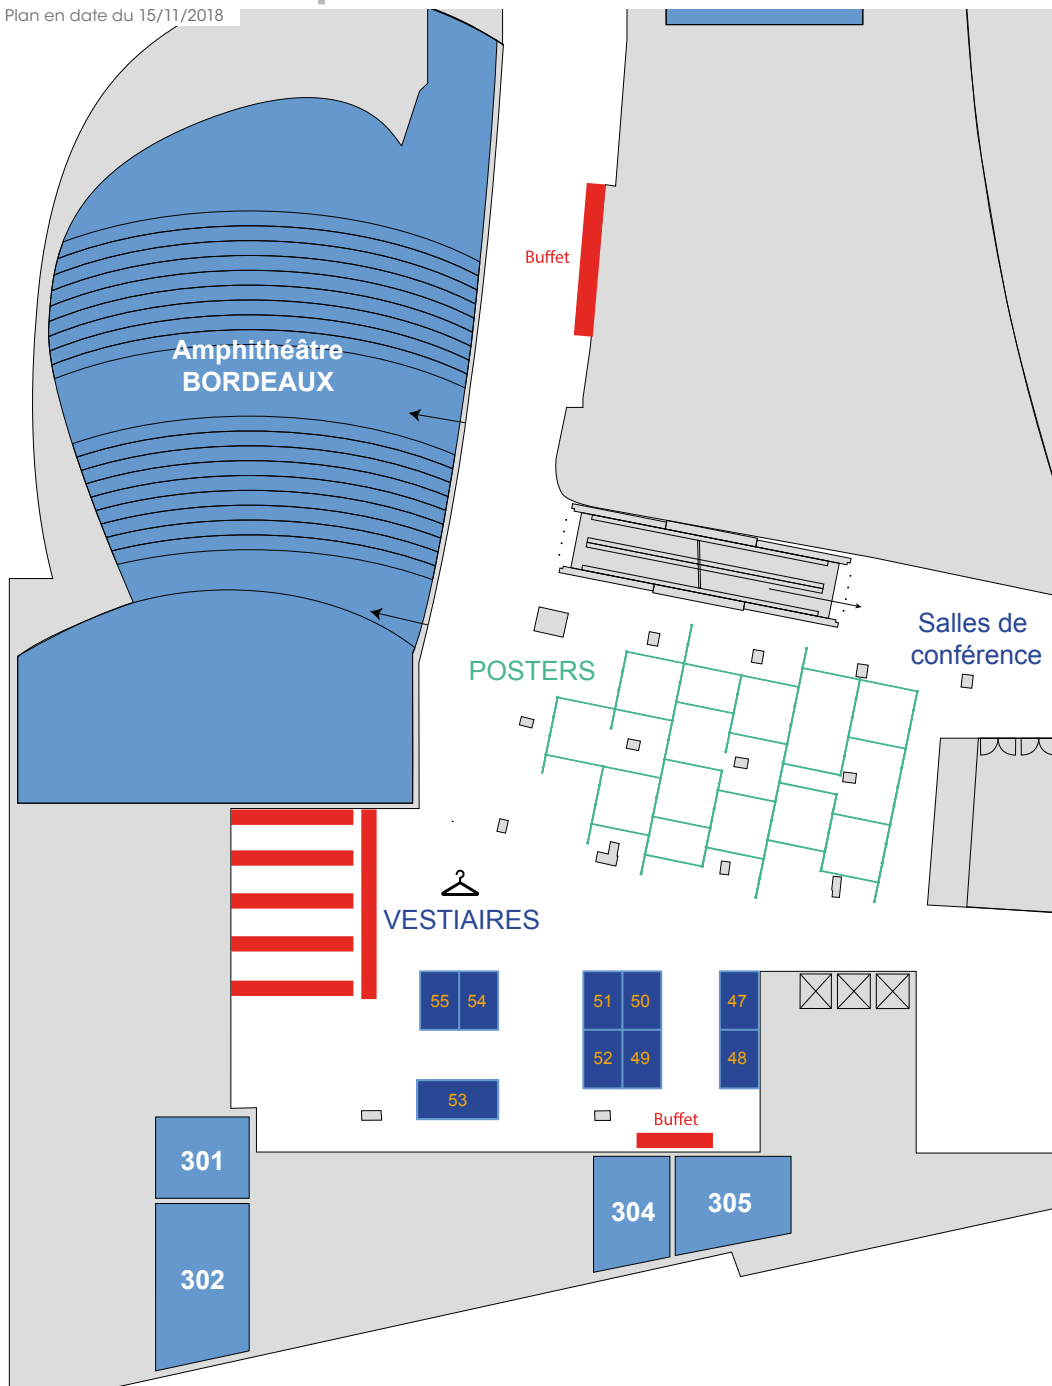 Plan en date du 15/11/2018
Buffet
Amphithéâtre
BORDEAUX
Salles de
conférence
POSTERS
VESTIAIRES
55
54
51
50
47
52
49
48
53
Buffet
301
304
305
302